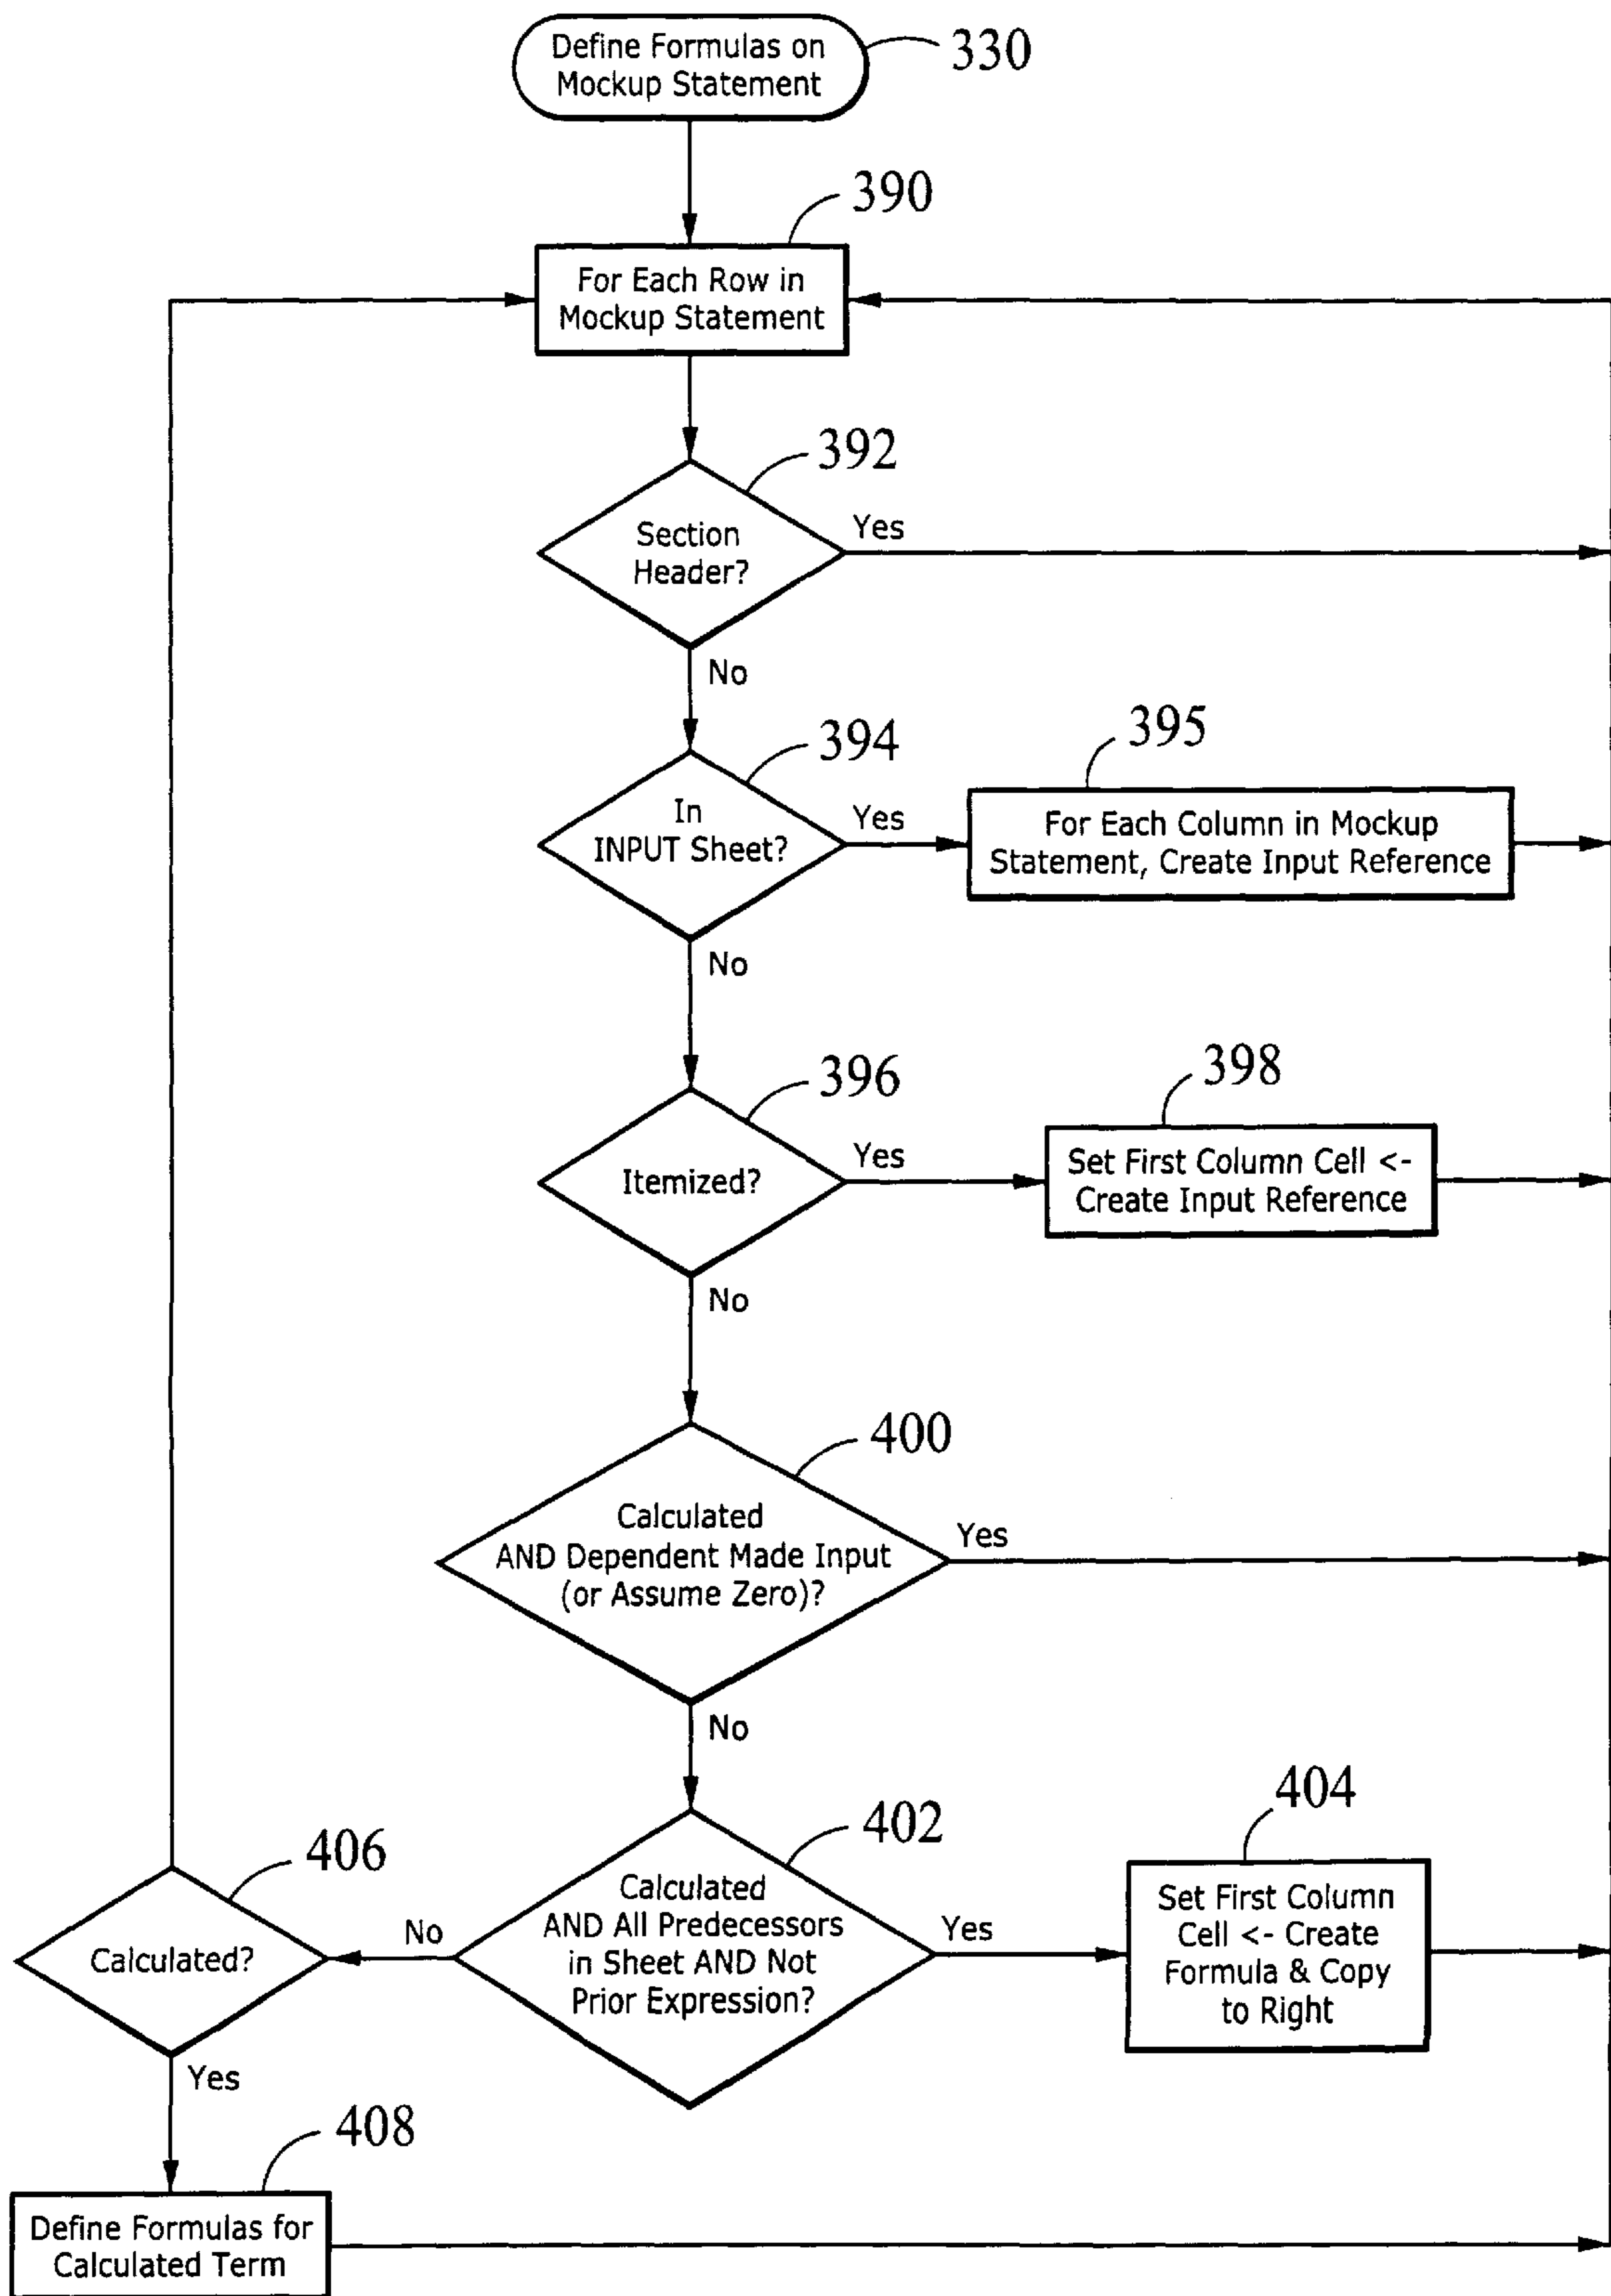 Define Formulas on
Mockup Statement
330
390
For Each Row in
Mockup Statement
392
Section
Header?
Yes
No
394
In
INPUT Sheet?
Yes
395
For Each Column in Mockup
Statement, Create Input Reference
No
396
Itemized?
Yes
398
Set First Column Cell <-
Create Input Reference
No
400
Calculated
AND Dependent Made Input
(or Assume Zero)?
Yes
No
402
Calculated
AND All Predecessors
in Sheet AND Not
Prior Expression?
Yes
404
Set First Column
Cell <- Create
Formula & Copy
to Right
No
406
Calculated?
Yes
408
Define Formulas for
Calculated Term